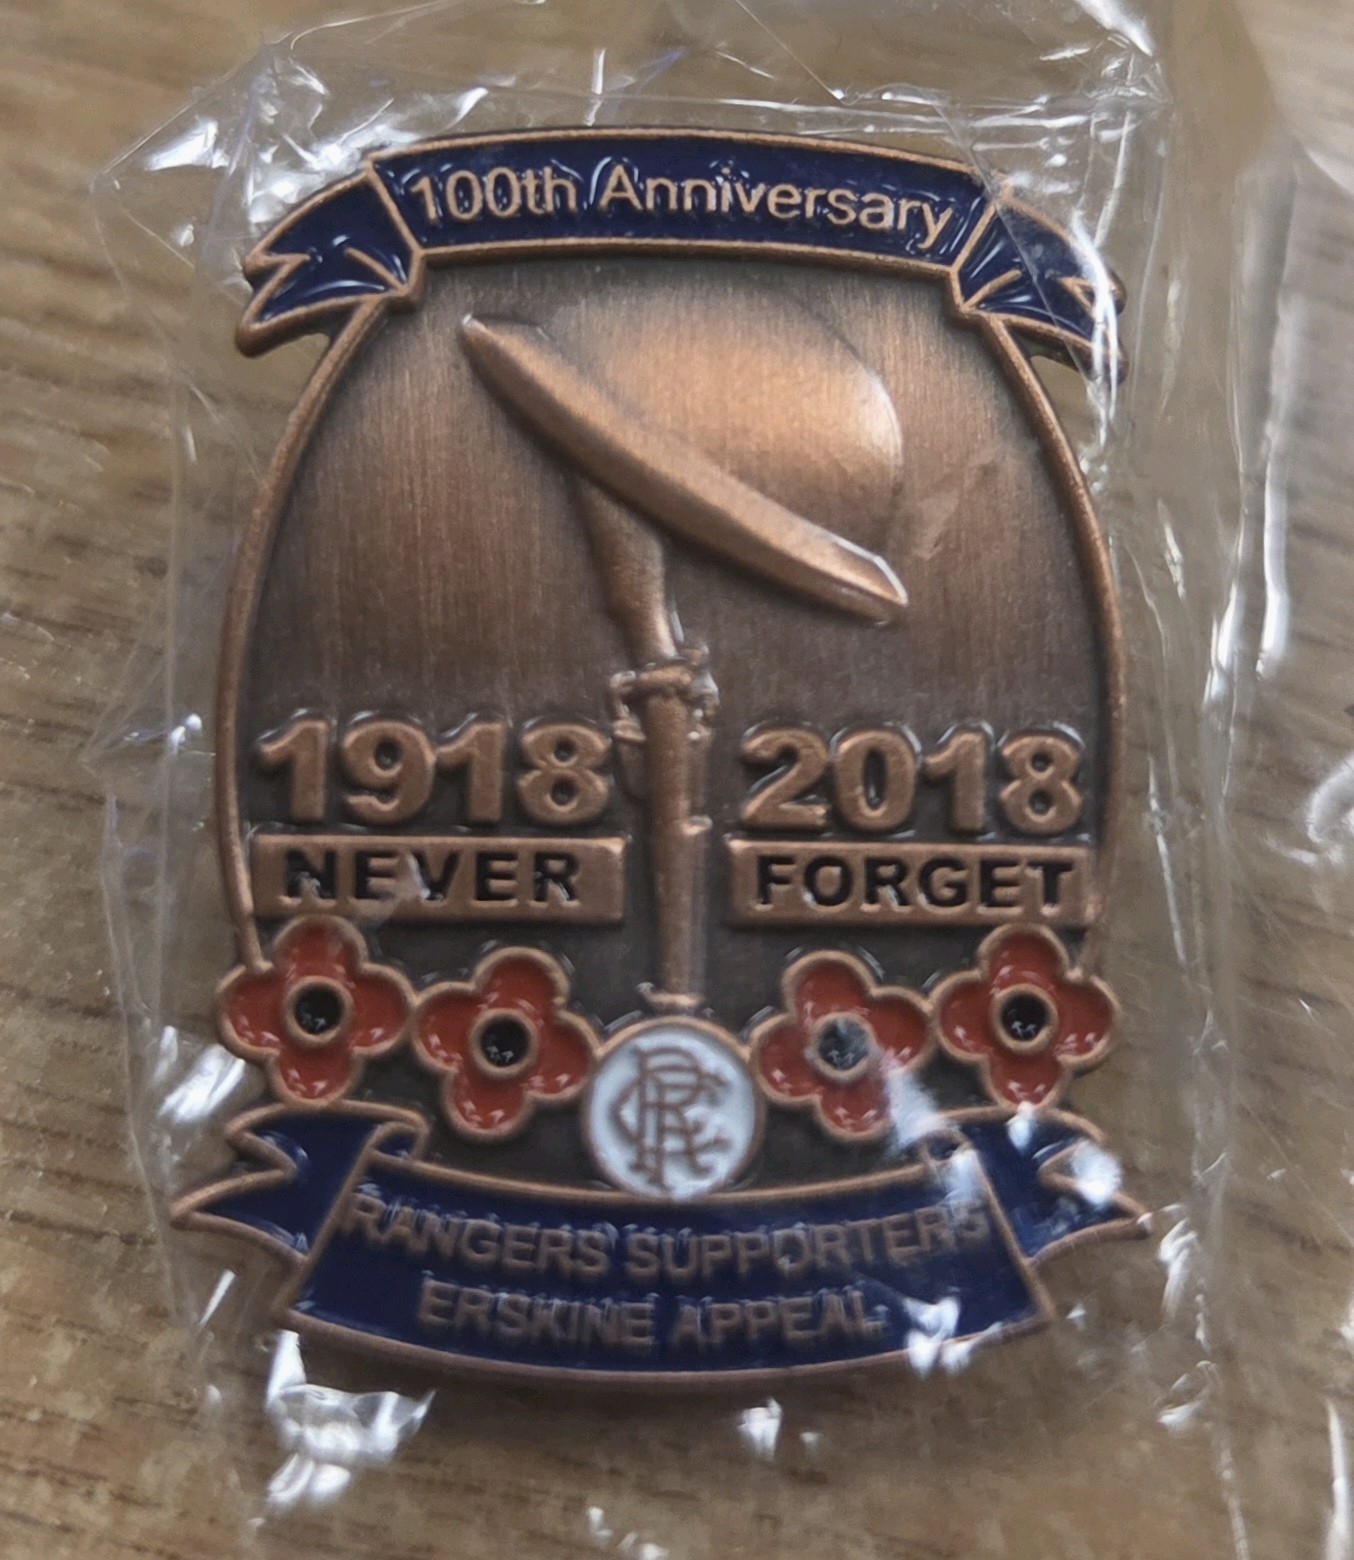 100th Anniversary
1918 2018
NEVER FORGET
RFC
RANGERS SUPPORTERS
ERSKINE APPEAL